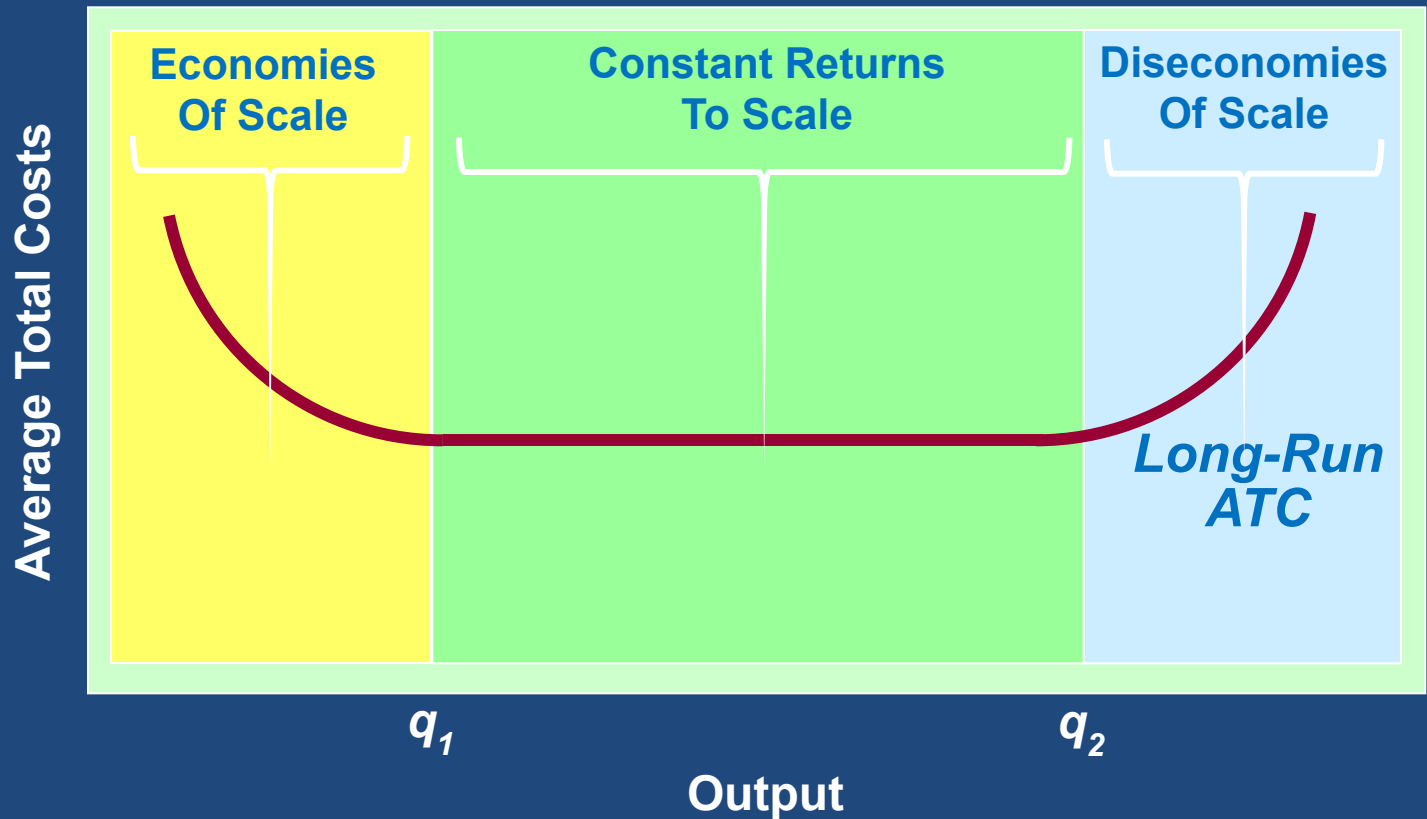 Economies
Of Scale
Constant Returns
To Scale
Diseconomies
Of Scale
Average Total Costs
Long-Run
ATC
q1
q2
Output